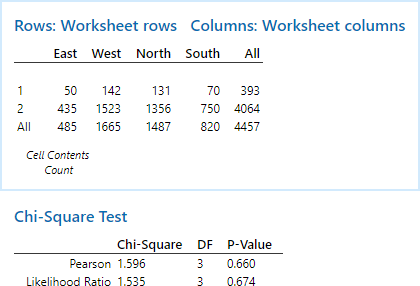 Rows: Worksheet rows   Columns: Worksheet columns
East West North South All
1 50 142 131 70 393
2 435 1523 1356 750 4064
All 485 1665 1487 820 4457
Cell Contents
Count
Chi-Square Test
Chi-Square DF P-Value
Pearson 1.596 3 0.660
Likelihood Ratio 1.535 3 0.674